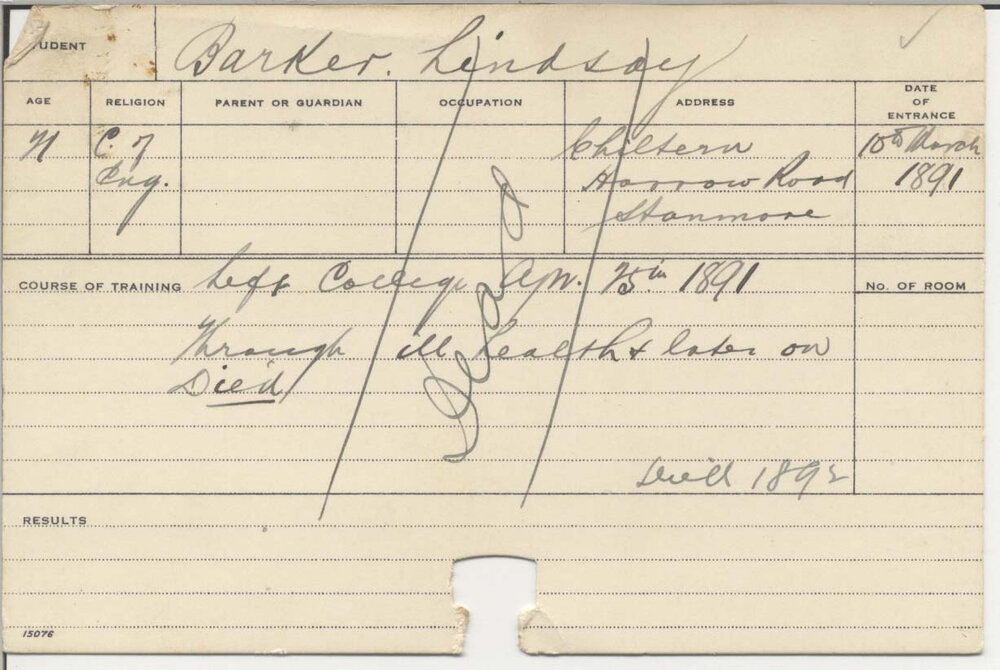 UDENT Barker. Lindsay
AGE RELIGION PARENT OR GUARDIAN OCCUPATION ADDRESS DATE OF ENTRANCE
C. of Chiltern 10th March
Eng. Harrow Road 1891
Stanmore
COURSE OF TRAINING Left College Apr. 25th 1891 No. OF ROOM
Through ill health & later on
Died
Dead
Died 1892
RESULTS
15076